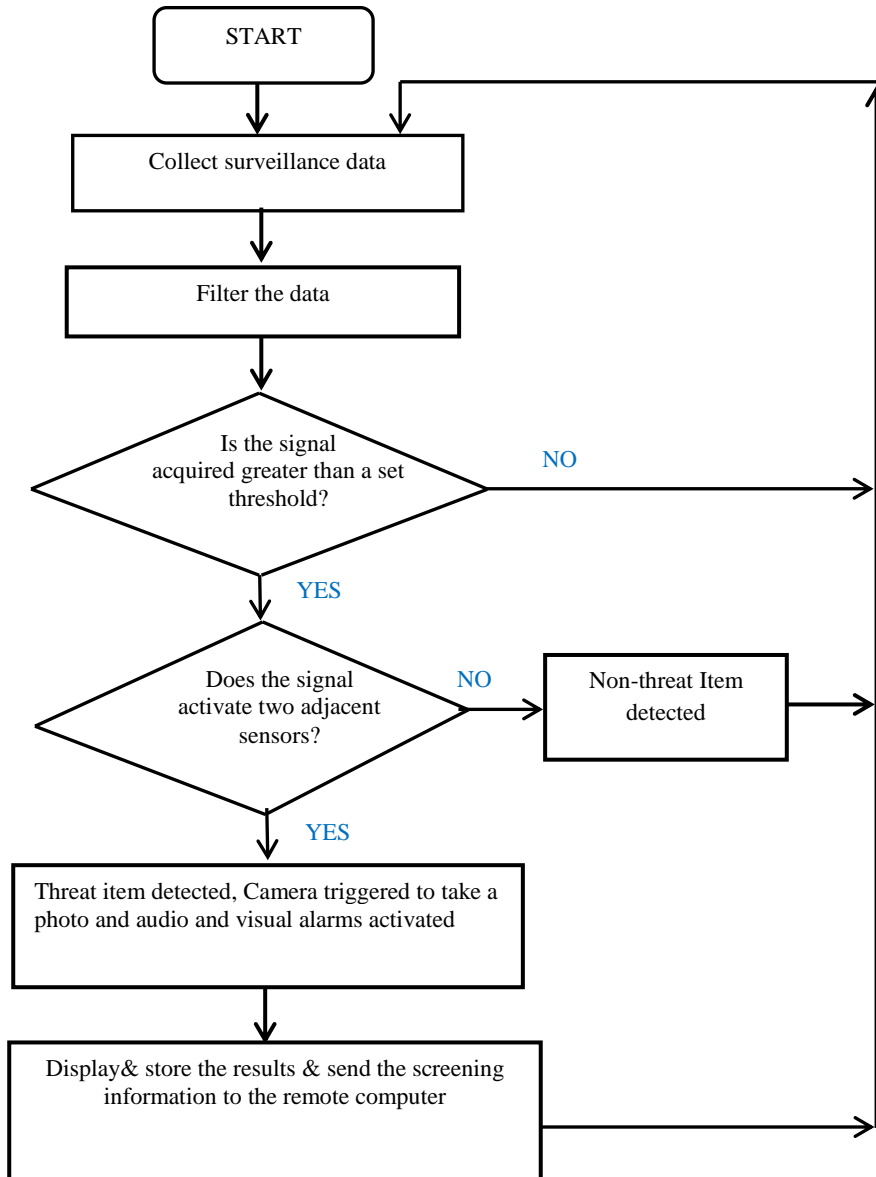 START
Collect surveillance data
Filter the data
Is the signal
acquired greater than a set
threshold?
NO
YES
Does the signal
activate two adjacent
sensors?
NO
Non-threat Item
detected
YES
Threat item detected, Camera triggered to take a
photo and audio and visual alarms activated
Display& store the results & send the screening
information to the remote computer